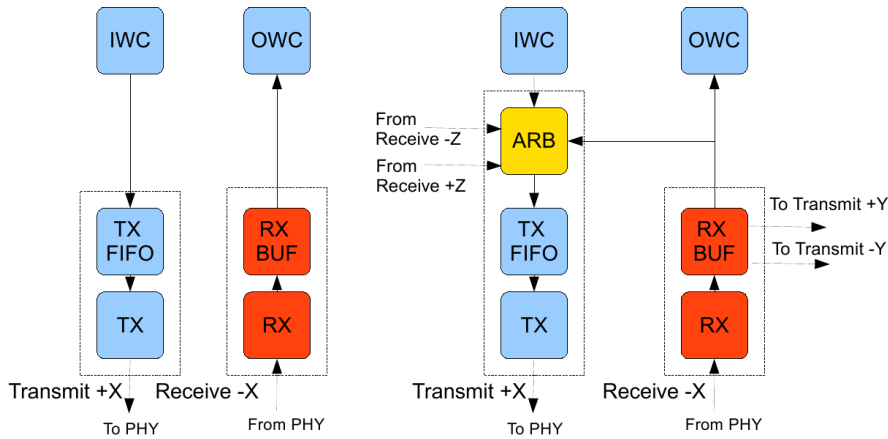 IWC
OWC
TX
FIFO
RX
BUF
TX
RX
Transmit +X
Receive -X
To PHY
From PHY
IWC
OWC
From
Receive -Z
ARB
From
Receive +Z
TX
FIFO
RX
BUF
To Transmit +Y
To Transmit -Y
TX
RX
Transmit +X
Receive -X
To PHY
From PHY